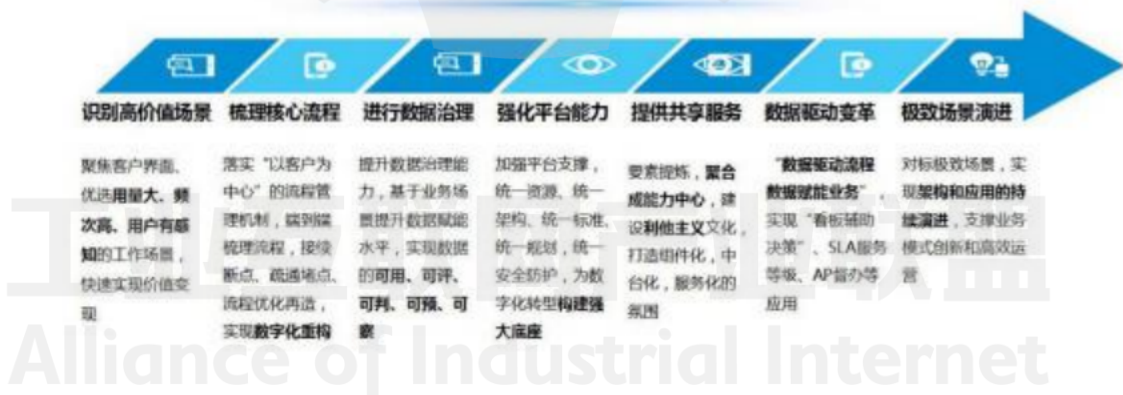 识别高价值场景
聚焦客户界面、
优选用量大、频
次高、用户有感
知的工作场景，
快速实现价值变
现
梳理核心流程
落实“以客户为
中心”的流程管
理机制，端到端
梳理流程，接续
断点、疏通堵点、
流程优化再造，
实现数字化重构
进行数据治理
提升数据治理能
力，基于业务场
景提升数据赋能
水平，实现数据
的可用、可评、
可判、可预、可
察
强化平台能力
加强平台支撑，
统一资源、统一
架构、统一标准、
统一规划，统一
安全防护，为数
字化转型构建强
大底座
提供共享服务
要素提炼，聚合
成能力中心，建
设利他主义文化，
打造组件化，中
台化，服务化的
氛围
数据驱动变革
“数据驱动流程
数据赋能业务”，
实现“看板辅助
决策”、SLA服务
等级、AP督办等
应用
极致场景演进
对标极致场景，实
现架构和应用的持
续演进，支撑业务
模式创新和高效运
营
工业互联网产业联盟
Alliance of Industrial Internet